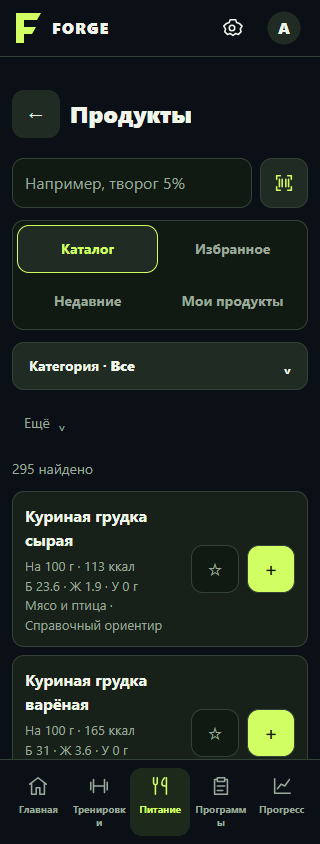 FORGE
A
← Продукты
Например, творог 5%
Каталог
Избранное
Недавние
Мои продукты
Категория · Все
Ещё
295 найдено
Куриная грудка
сырая
На 100 г · 113 ккал
Б 23.6 · Ж 1.9 · У 0 г
Мясо и птица ·
Справочный ориентир
☆
+
Куриная грудка
варёная
На 100 г · 165 ккал
Б 31 · Ж 3.6 · У 0 г
☆
+
Главная
Тренировк
и
Питание
Программ
ы
Прогресс